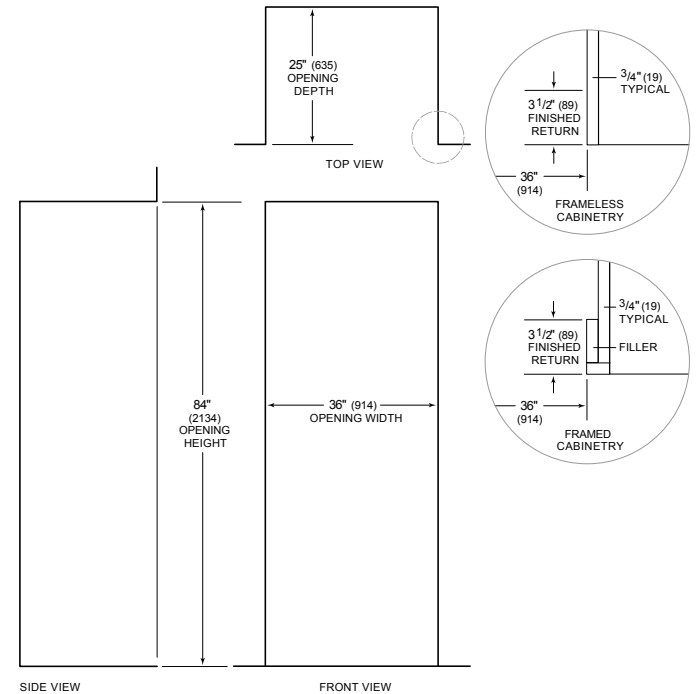 25" (635)
OPENING
DEPTH
TOP VIEW
3/4" (19)
TYPICAL
3 1/2" (89)
FINISHED
RETURN
36"
(914)
FRAMELESS
CABINETRY
3/4" (19)
TYPICAL
3 1/2" (89)
FINISHED
RETURN
FILLER
36"
(914)
FRAMED
CABINETRY
84"
(2134)
OPENING
HEIGHT
36" (914)
OPENING WIDTH
SIDE VIEW
FRONT VIEW